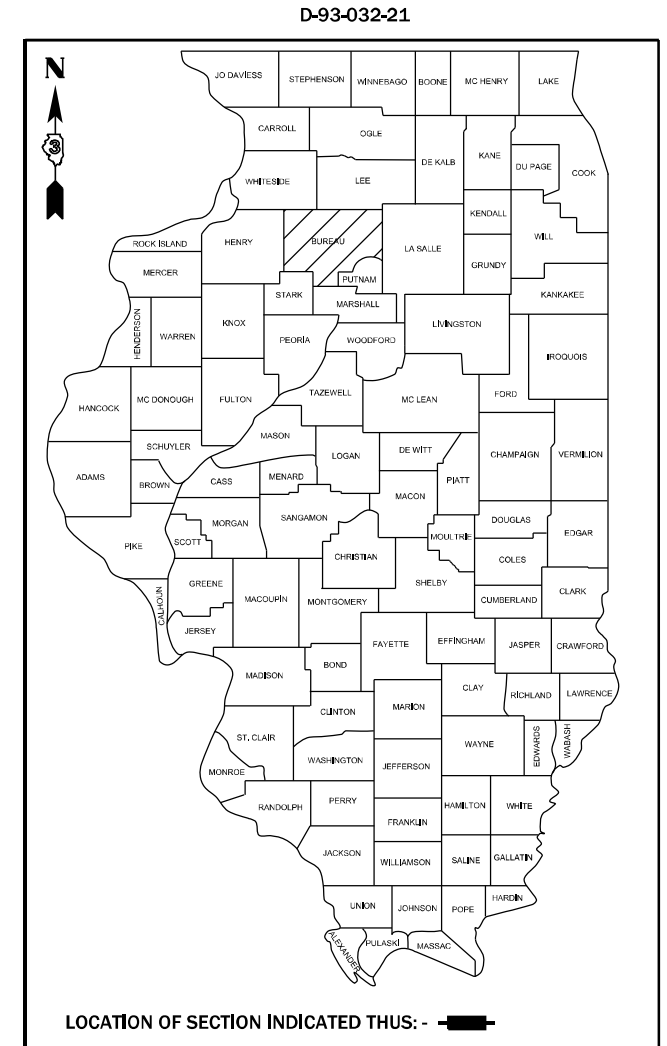 D-93-032-21
N
3
JO DAVIESS
STEPHENSON
WINNEBAGO
BOONE
MC HENRY
LAKE
CARROLL
OGLE
DE KALB
KANE
DU PAGE
COOK
WHITESIDE
LEE
KENDALL
WILL
ROCK ISLAND
HENRY
BUREAU
LA SALLE
GRUNDY
MERCER
PUTNAM
STARK
MARSHALL
KANKAKEE
HENDERSON
WARREN
KNOX
PEORIA
WOODFORD
LIVINGSTON
IROQUOIS
HANCOCK
MC DONOUGH
FULTON
TAZEWELL
MC LEAN
FORD
MASON
SCHUYLER
LOGAN
DE WITT
CHAMPAIGN
VERMILION
ADAMS
BROWN
CASS
MENARD
PIATT
MACON
MORGAN
SANGAMON
DOUGLAS
EDGAR
PIKE
SCOTT
CHRISTIAN
MOULTRIE
COLES
CALHOUN
GREENE
MACOUPIN
MONTGOMERY
SHELBY
CUMBERLAND
CLARK
JERSEY
FAYETTE
EFFINGHAM
JASPER
CRAWFORD
MADISON
BOND
CLAY
RICHLAND
LAWRENCE
CLINTON
MARION
ST. CLAIR
WAYNE
EDWARDS
WABASH
MONROE
WASHINGTON
JEFFERSON
RANDOLPH
PERRY
HAMILTON
WHITE
FRANKLIN
JACKSON
WILLIAMSON
SALINE
GALLATIN
UNION
JOHNSON
POPE
HARDIN
ALEXANDER
PULASKI
MASSAC
LOCATION OF SECTION INDICATED THUS: -